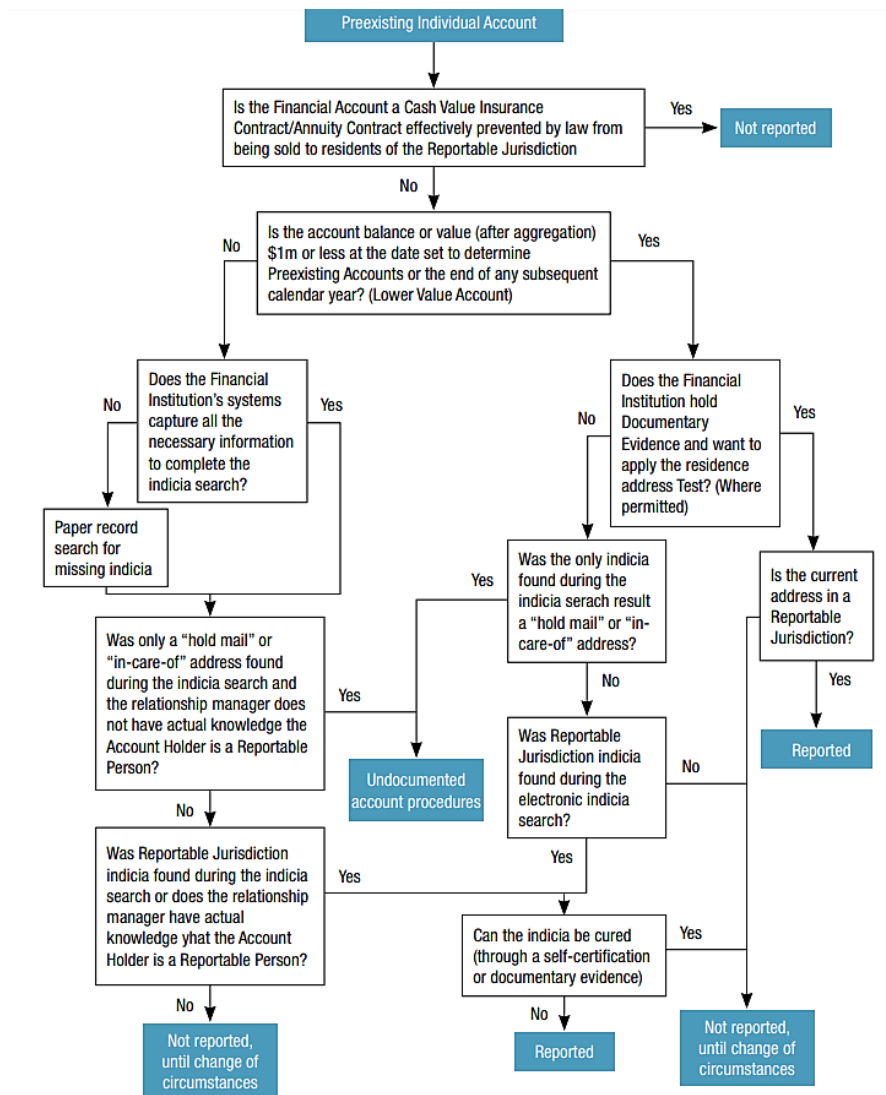 Preexisting Individual Account
Is the Financial Account a Cash Value Insurance
Contract/Annuity Contract effectively prevented by law from
being sold to residents of the Reportable Jurisdiction
Yes
Not reported
No
Is the account balance or value (after aggregation)
$1m or less at the date set to determine
Preexisting Accounts or the end of any subsequent
calendar year? (Lower Value Account)
No
Yes
Does the Financial
Institution's systems
capture all the
necessary information
to complete the
indicia search?
No
Yes
Paper record
search for
missing indicia
Does the Financial
Institution hold
Documentary
Evidence and want to
apply the residence
address Test? (Where
permitted)
No
Yes
Was the only indicia
found during the
indicia serach result
a "hold mail" or "in-
care-of" address?
Yes
No
Is the current
address in a
Reportable
Jurisdiction?
Yes
Reported
Was only a "hold mail" or
"in-care-of" address found
during the indicia search and
the relationship manager does
not have actual knowledge the
Account Holder is a Reportable
Person?
Yes
No
Undocumented
account procedures
Was Reportable
Jurisdiction indicia
found during the
electronic indicia
search?
No
Yes
Was Reportable Jurisdiction
indicia found during the indicia
search or does the relationship
manager have actual
knowledge yhat the Account
Holder is a Reportable Person?
Yes
No
Can the indicia be cured
(through a self-certification
or documentary evidence)
Yes
No
Not reported,
until change of
circumstances
Reported
Not reported,
until change of
circumstances